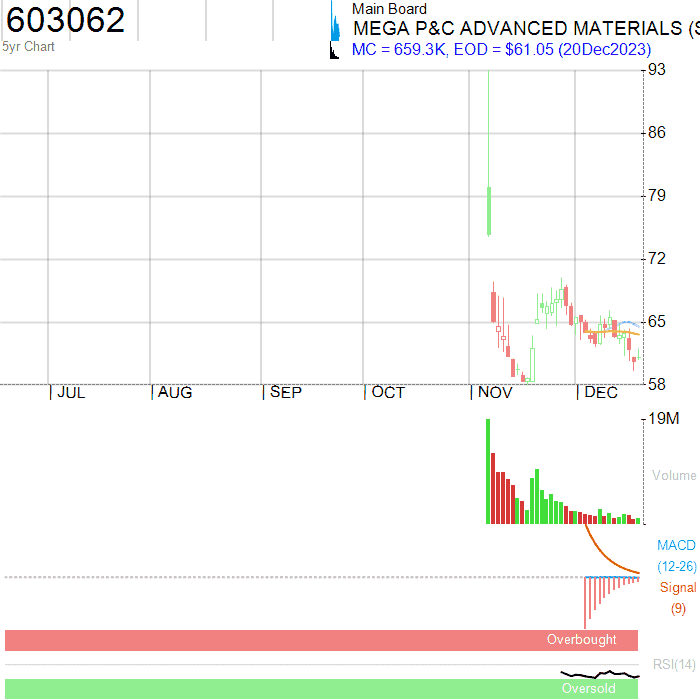 603062
5yr Chart
Main Board
MEGA P&C ADVANCED MATERIALS (S
MC = 659.3K, EOD = $61.05 (20Dec2023)
93
86
79
72
65
58
JUL AUG SEP OCT NOV DEC
19M
Volume
MACD
(12-26)
Signal
(9)
Overbought
RSI(14)
Oversold